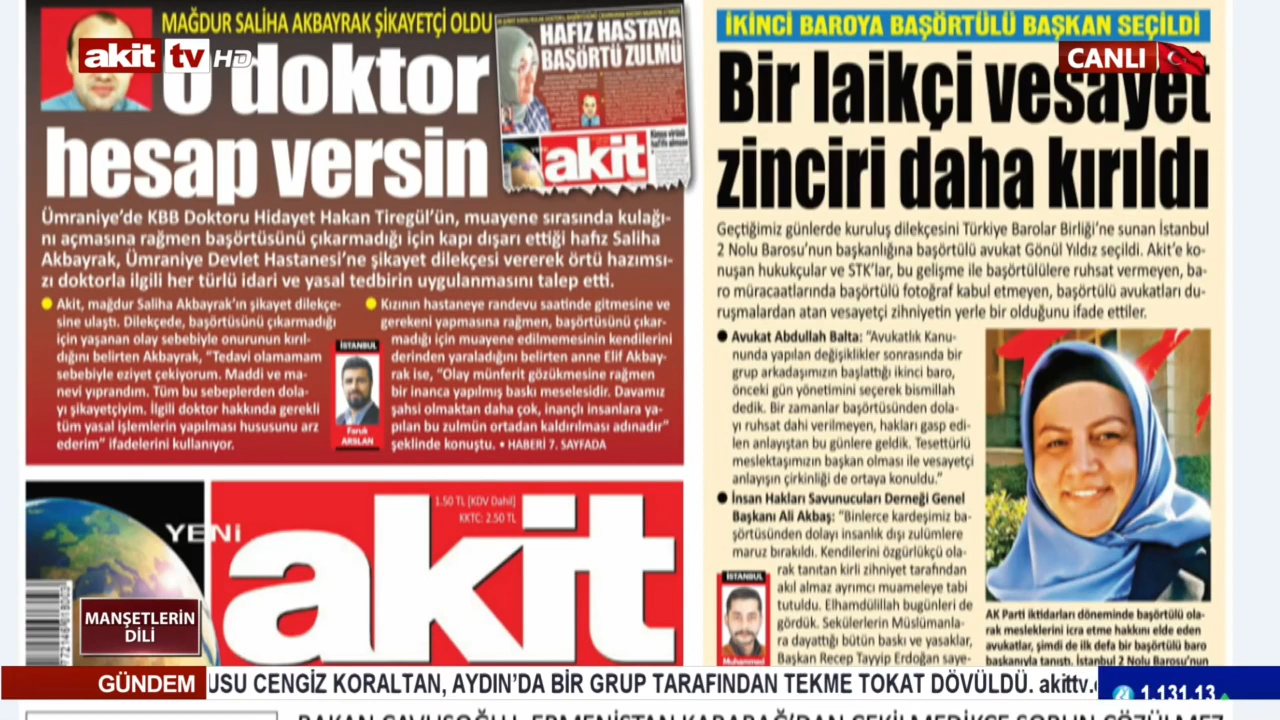 MAĞDUR SALİHA AKBAYRAK ŞİKAYETÇİ OLDU
akit tv HD
O doktor
hesap versin
HAFIZ HASTAYA
BAŞÖRTÜ ZULMÜ
akit
Ümraniye’de KBB Doktoru Hidayet Hakan Tiregül’ün, muayene sırasında kulağı-
nı açmasına rağmen başörtüsünü çıkarmadığı için kapı dışarı ettiği hafız Saliha
Akbayrak, Ümraniye Devlet Hastanesi’ne şikayet dilekçesi vererek örtü hazımsı-
zı doktorla ilgili her türlü idari ve yasal tedbirin uygulanmasını talep etti.
Akit, mağdur Saliha Akbayrak’ın şikayet dilekçe-
sine ulaştı. Dilekçede, başörtüsünü çıkarmadığı
için yaşanan olay sebebiyle onurunun kırıl-
dığını belirten Akbayrak, “Tedavi olamamam
sebebiyle eziyet çekiyorum. Maddi ve ma-
nevi yıprandım. Tüm bu sebeplerden dola-
yı şikayetçiyim. İlgili doktor hakkında gerekli
tüm yasal işlemlerin yapılması hususunu arz
ederim” ifadelerini kullanıyor.
İSTANBUL
Faruk
ARSLAN
Kızının hastaneye randevu saatinde gitmesine ve
gerekeni yapmasına rağmen, başörtüsünü çıkar-
madığı için muayene edilmemesinin kendilerini
derinden yaraladığını belirten anne Elif Akbay-
rak ise, “Olay münferit gözükmesine rağmen
bir inanca yapılmış baskı meselesidir. Davamız
şahsi olmaktan daha çok, inançlı insanlara ya-
pılan bu zulmün ortadan kaldırılması adınadır”
şeklinde konuştu. • HABERİ 7. SAYFADA
YENİ
akit
1.50 TL [KDV Dahil]
KKTC: 2.50 TL
MANŞETLERİN
DİLİ
İKİNCİ BAROYA BAŞÖRTÜLÜ BAŞKAN SEÇİLDİ
CANLI
Bir laikçi vesayet
zinciri daha kırıldı
Geçtiğimiz günlerde kuruluş dilekçesini Türkiye Barolar Birliği’ne sunan İstanbul
2 Nolu Barosu’nun başkanlığına başörtülü avukat Gönül Yıldız seçildi. Akit’e ko-
nuşan hukukçular ve STK’lar, bu gelişme ile başörtülülere ruhsat vermeyen, ba-
ro müracaatlarında başörtülü fotoğraf kabul etmeyen, başörtülü avukatları du-
ruşmalardan atan vesayetçi zihniyetin yerle bir olduğunu ifade ettiler.
Avukat Abdullah Balta: “Avukatlık Kanu-
nunda yapılan değişiklikler sonrasında bir
grup arkadaşımızın başlattığı ikinci baro,
önceki gün yönetimini seçerek bismillah
dedik. Bir zamanlar başörtüsünden dola-
yı ruhsat dahi verilmeyen, hakları gasp edi-
len anlayıştan bu günlere geldik. Tesettürlü
meslektaşımızın başkan olması ile vesayetçi
anlayışın çirkinliği de ortaya konuldu.”
İnsan Hakları Savunucuları Derneği Genel
Başkanı Ali Akbaş: “Binlerce kardeşimiz ba-
şörtüsünden dolayı insanlık dışı zulümlere
maruz bırakıldı. Kendilerini özgürlükçü ola-
rak tanıtan kirli zihniyet tarafından
akıl almaz ayrımcı muameleye tabi
tutuldu. Elhamdülillah bugünleri de
gördük. Sekülerlerin Müslümanla-
ra dayattığı bütün baskı ve yasaklar,
Başkan Recep Tayyip Erdoğan saye-
İSTANBUL
Muhammed
AK Parti iktidarları döneminde başörtülü ola-
rak mesleklerini icra etme hakkını elde eden
avukatlar, şimdi de ilk defa bir başörtülü baro
başkanıyla tanıştı. İstanbul 2 Nolu Barosu’nun
GÜNDEM
USU CENGİZ KORALTAN, AYDIN’DA BİR GRUP TARAFINDAN TEKME TOKAT DÖVÜLDÜ. akittv.c
1.131,13
BAKAN ÇAVUŞOĞLU, ERMENİSTAN KARABAĞ’DAN ÇEKİLMEDİKÇE SORUN ÇÖZÜLMEZ